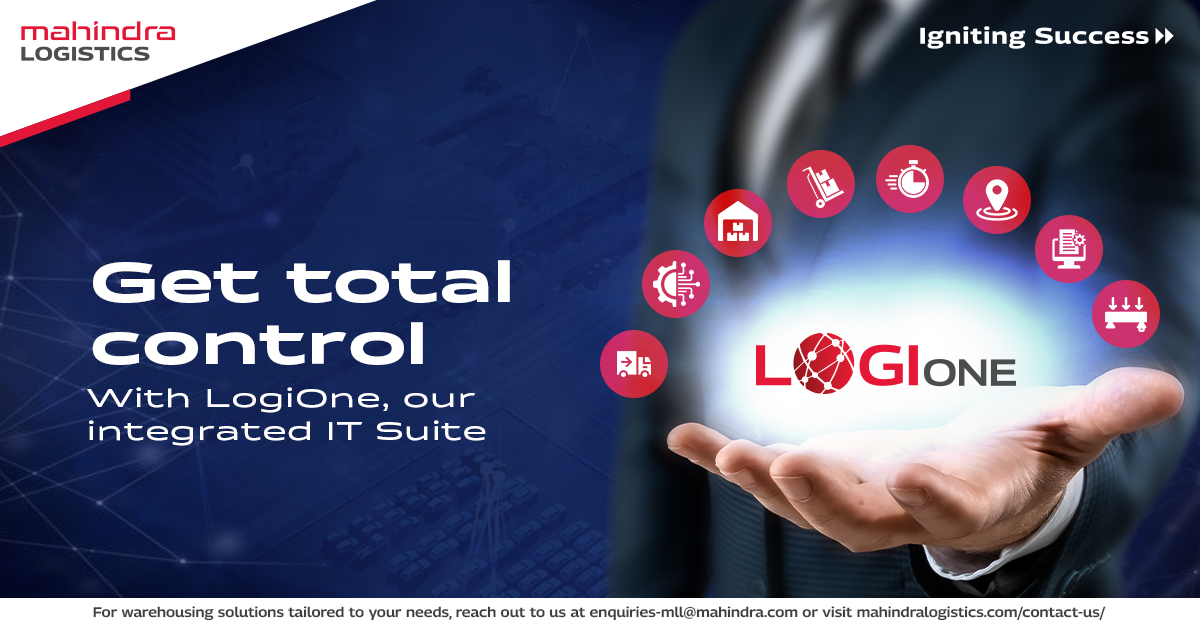 mahindra
LOGISTICS
Igniting Success
Get total
control
With LogiOne, our
integrated IT Suite
LOGIONE
For warehousing solutions tailored to your needs, reach out to us at enquiries-mll@mahindra.com or visit mahindralogistics.com/contact-us/